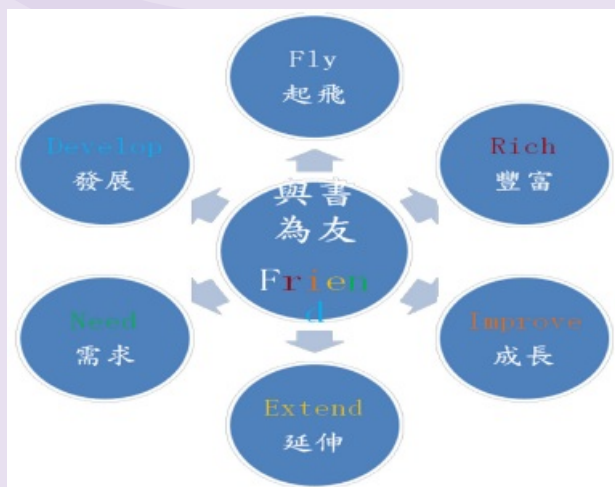 Fly
起飛
Rich
豐富
Improve
成長
Extend
延伸
Need
需求
Develop
發展
與書
為友
Frien
d